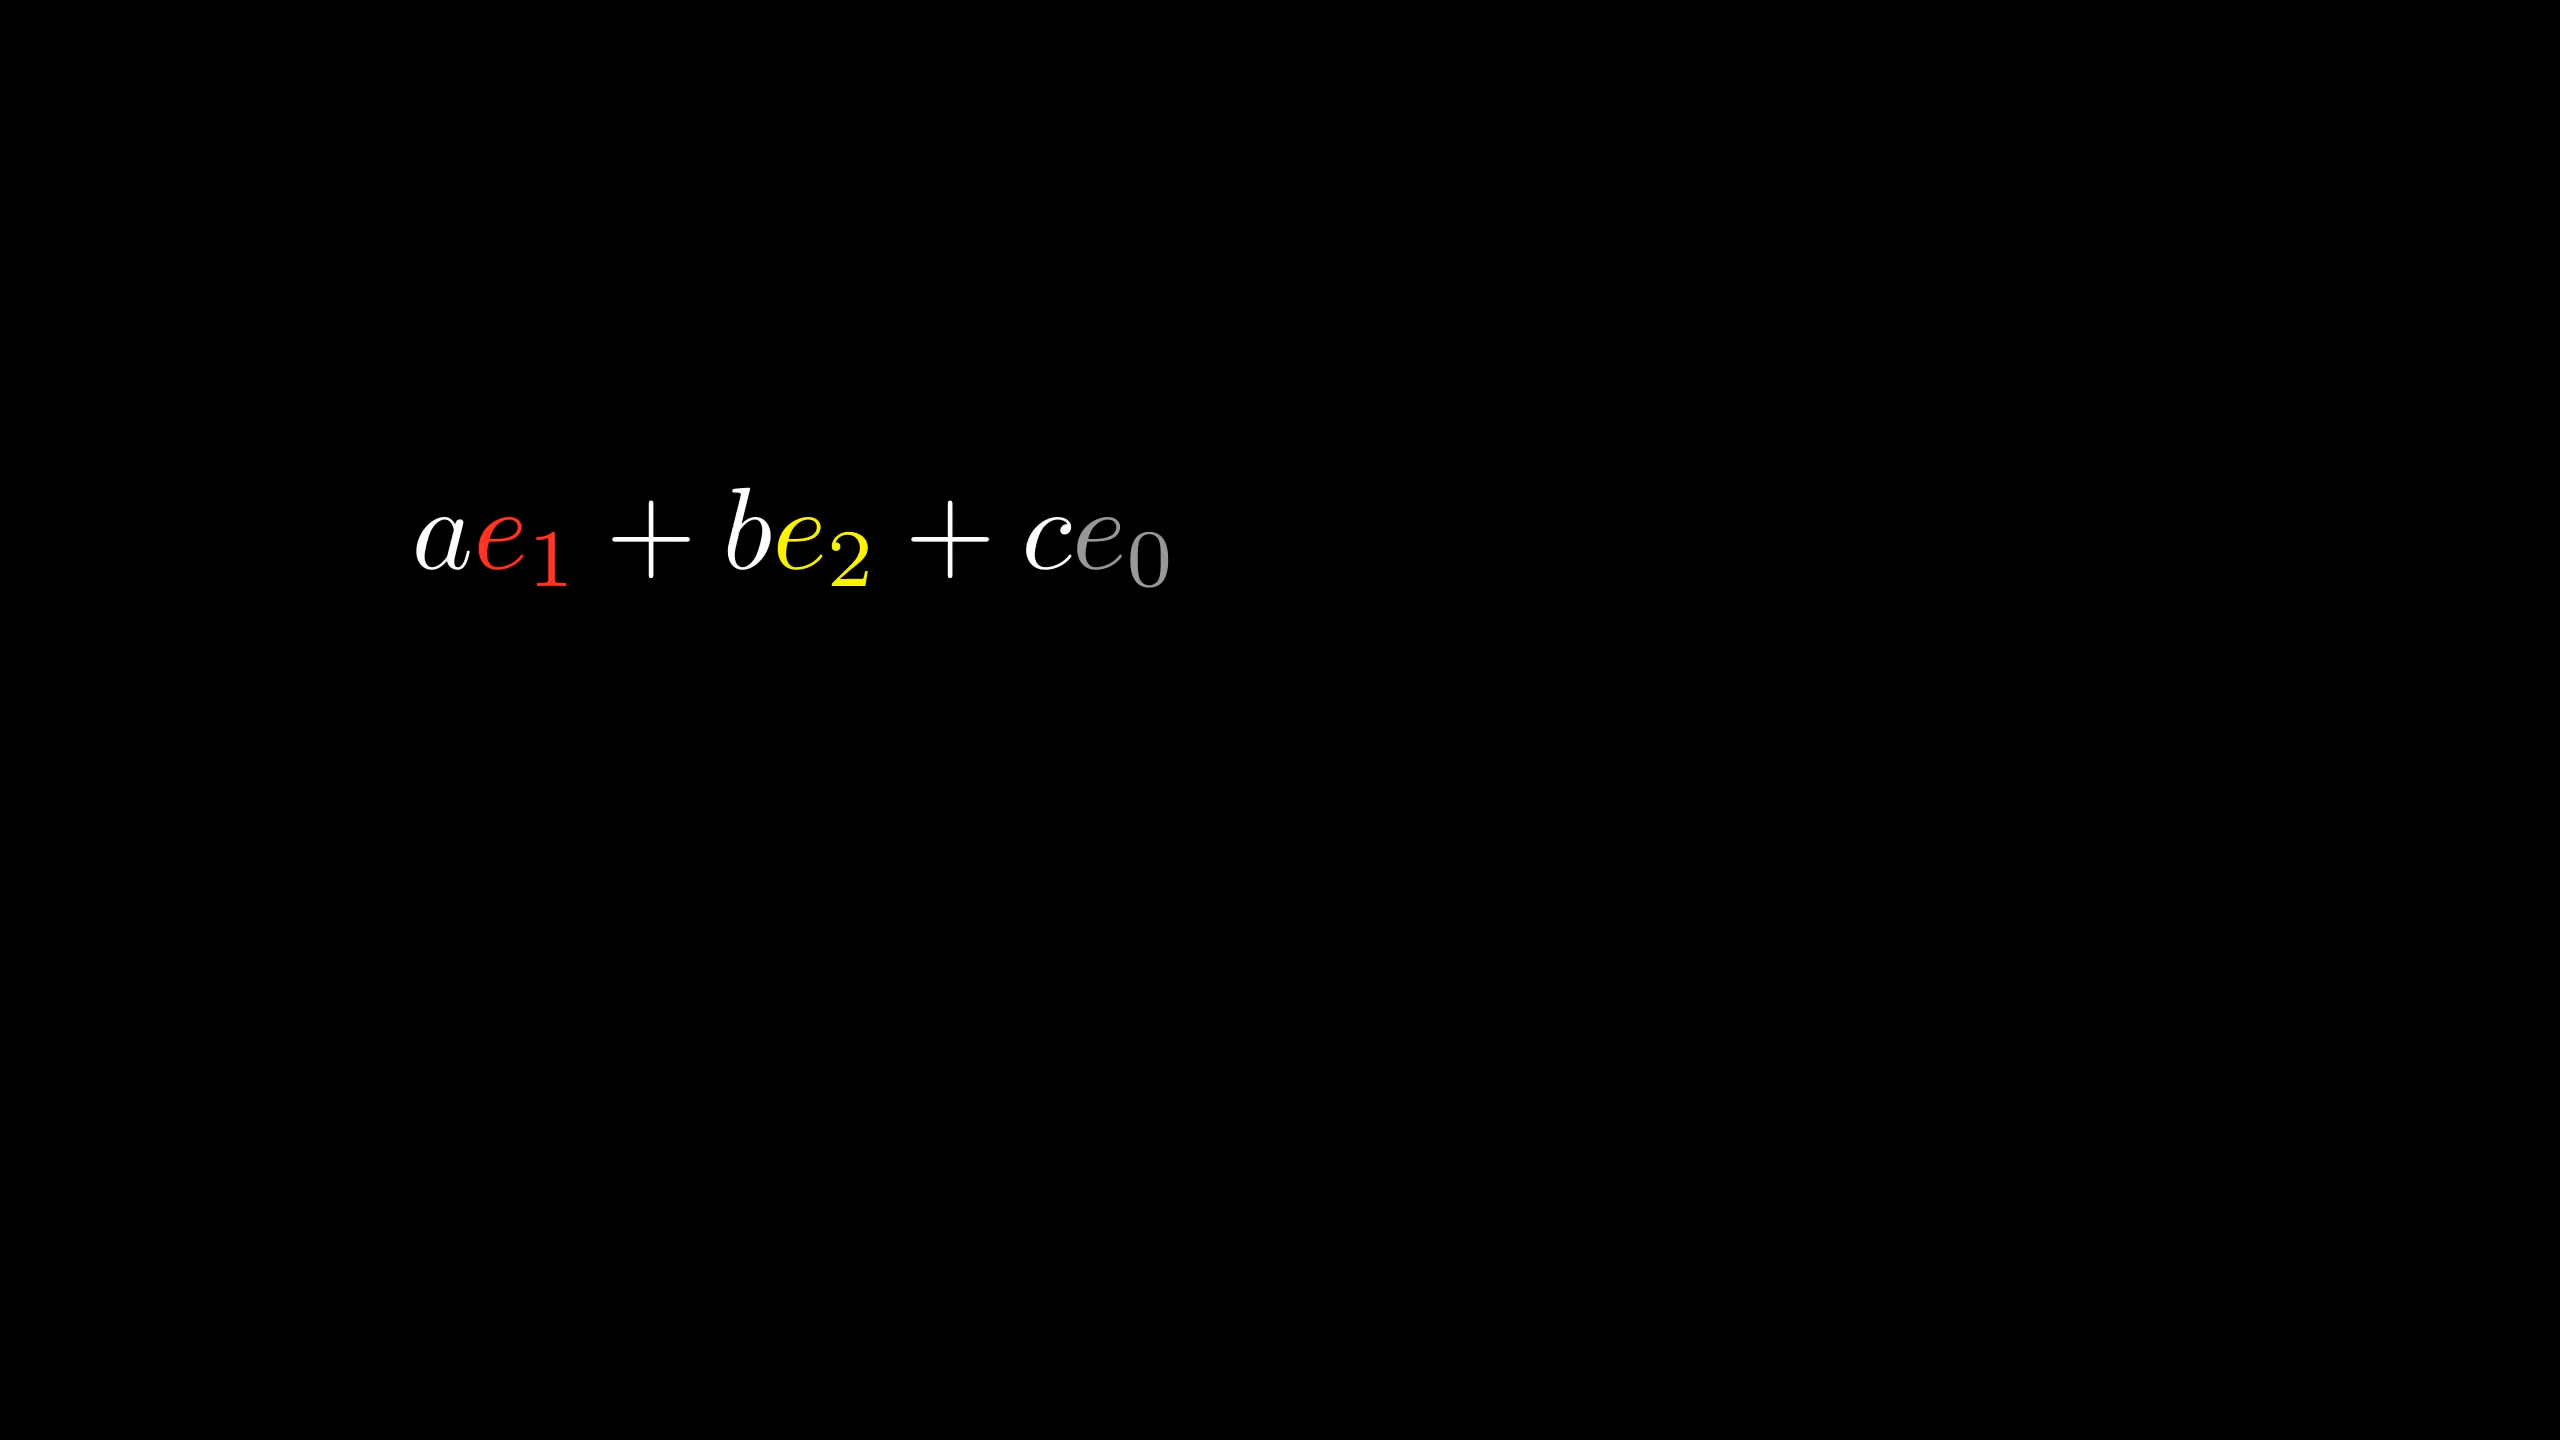 ae₁ + be₂ + ce₀